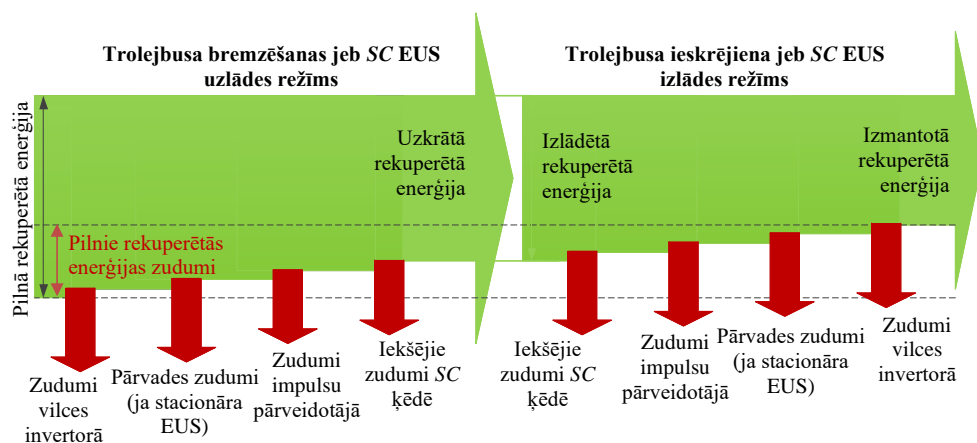 Trolejbusa bremzēšanas jeb SC EUS
uzlādes režīms
Trolejbusa ieskrējiena jeb SC EUS
izlādes režīms
Pilnā rekuperētā enerģija
Uzkrātā
rekuperētā
enerģija
Izlādētā
rekuperētā
enerģija
Izmantotā
rekuperētā
enerģija
Pilnie rekuperētās
enerģijas zudumi
Zudumi
vilces
invertorā
Pārvades zudumi
(ja stacionāra
EUS)
Zudumi
impulsu
pārveidotājā
Iekšējie
zudumi SC
ķēdē
Iekšējie
zudumi SC
ķēdē
Zudumi
impulsu
pārveidotājā
Pārvades zudumi
(ja stacionāra
EUS)
Zudumi
vilces
invertorā